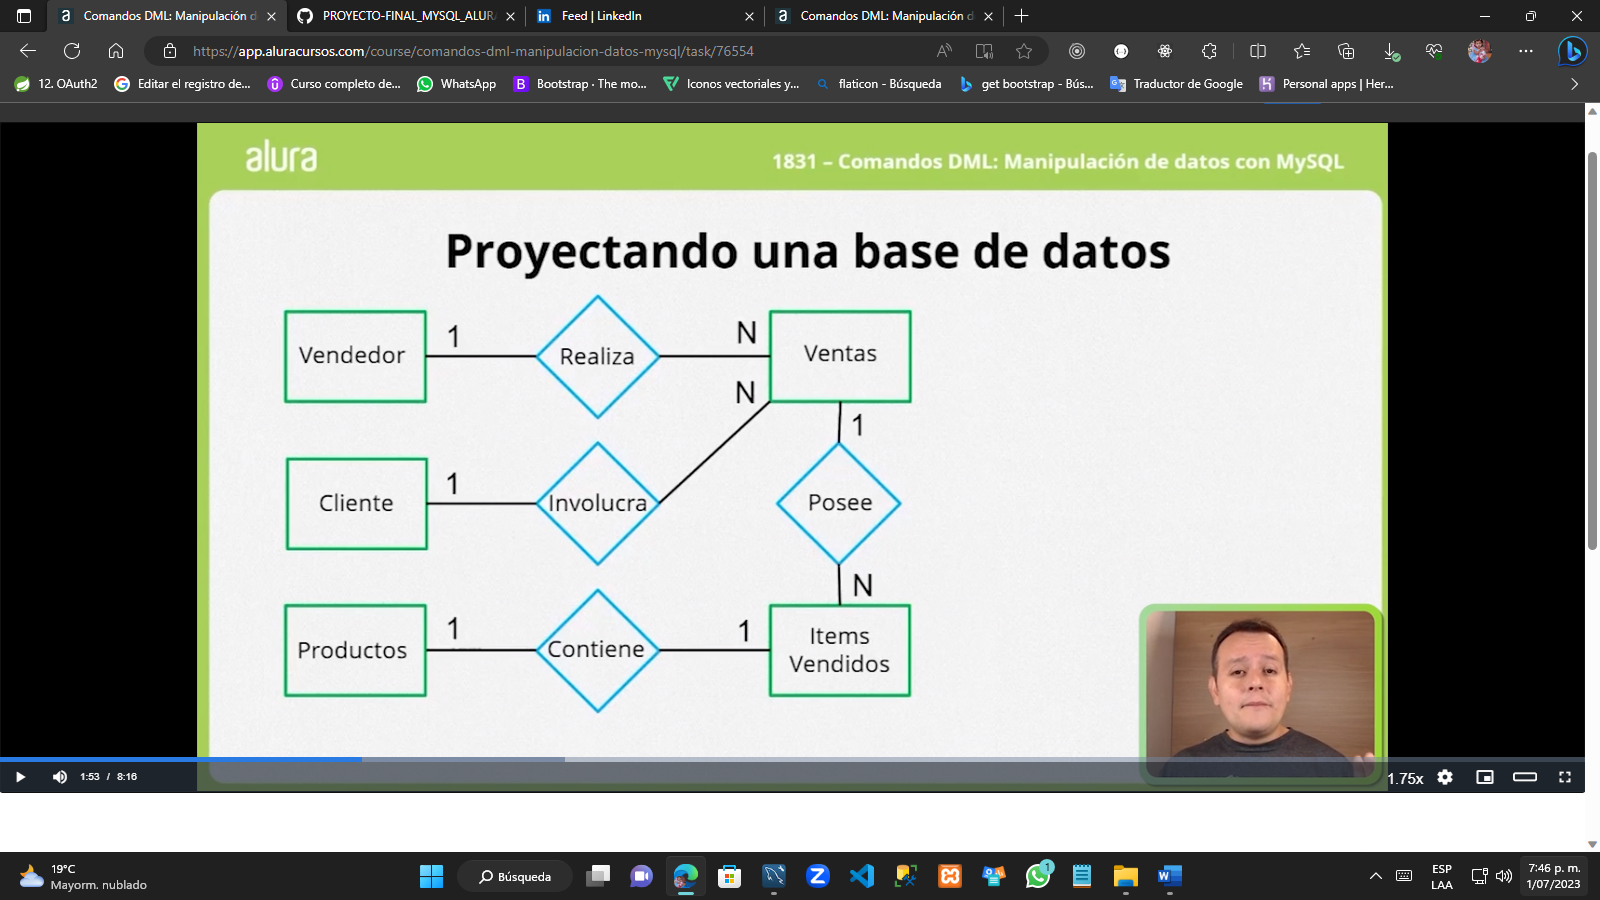 Comandos DML: Manipulación d
PROYECTO-FINAL_MYSQL_ALURA
Feed | LinkedIn
Comandos DML: Manipulación d
https://app.aluracursos.com/course/comandos-dml-manipulacion-datos-mysql/task/76554
12. OAuth2
Editar el registro de...
Curso completo de...
WhatsApp
Bootstrap · The mo...
Iconos vectoriales y...
flaticon - Búsqueda
get bootstrap - Bús...
Traductor de Google
Personal apps | Her...
alura
1831 – Comandos DML: Manipulación de datos con MySQL
Proyectando una base de datos
Vendedor
1
Realiza
N
Ventas
N
1
Cliente
1
Involucra
Posee
N
Productos
1
Contiene
1
Items
Vendidos
1:53 / 8:16
1.75x
19°C
Mayorm. nublado
Búsqueda
1
ESP
LAA
7:46 p. m.
1/07/2023